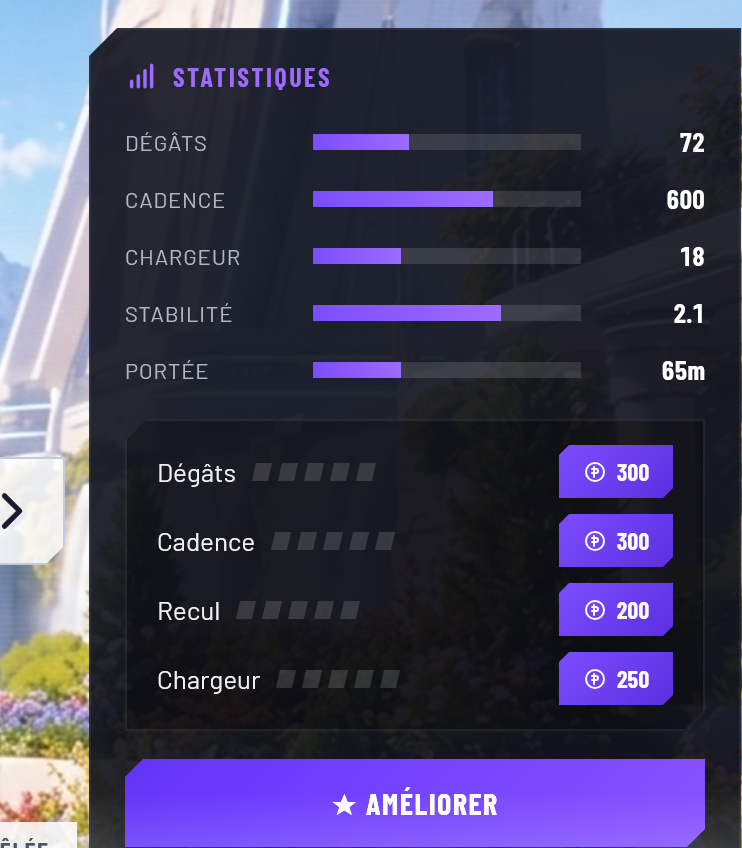 STATISTIQUES
DÉGÂTS 72
CADENCE 600
CHARGEUR 18
STABILITÉ 2.1
PORTÉE 65m
Dégâts 300
Cadence 300
Recul 200
Chargeur 250
★ AMÉLIORER